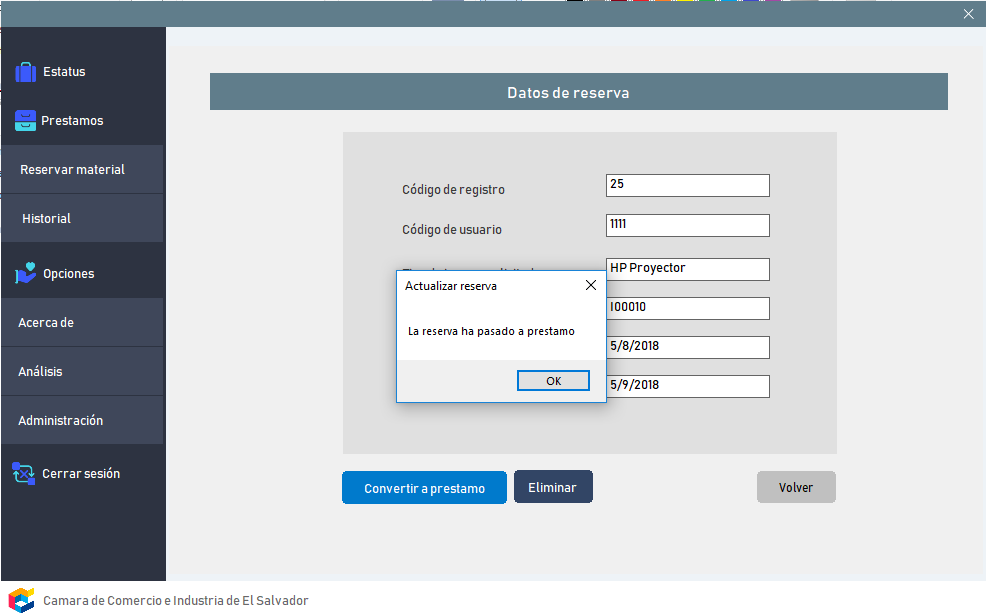 Estatus
Prestamos
Reservar material
Historial
Opciones
Acerca de
Análisis
Administración
Cerrar sesión
Datos de reserva
Código de registro
25
Código de usuario
1111
HP Proyector
I00010
5/8/2018
5/9/2018
Actualizar reserva
La reserva ha pasado a prestamo
OK
Convertir a prestamo
Eliminar
Volver
Camara de Comercio e Industria de El Salvador